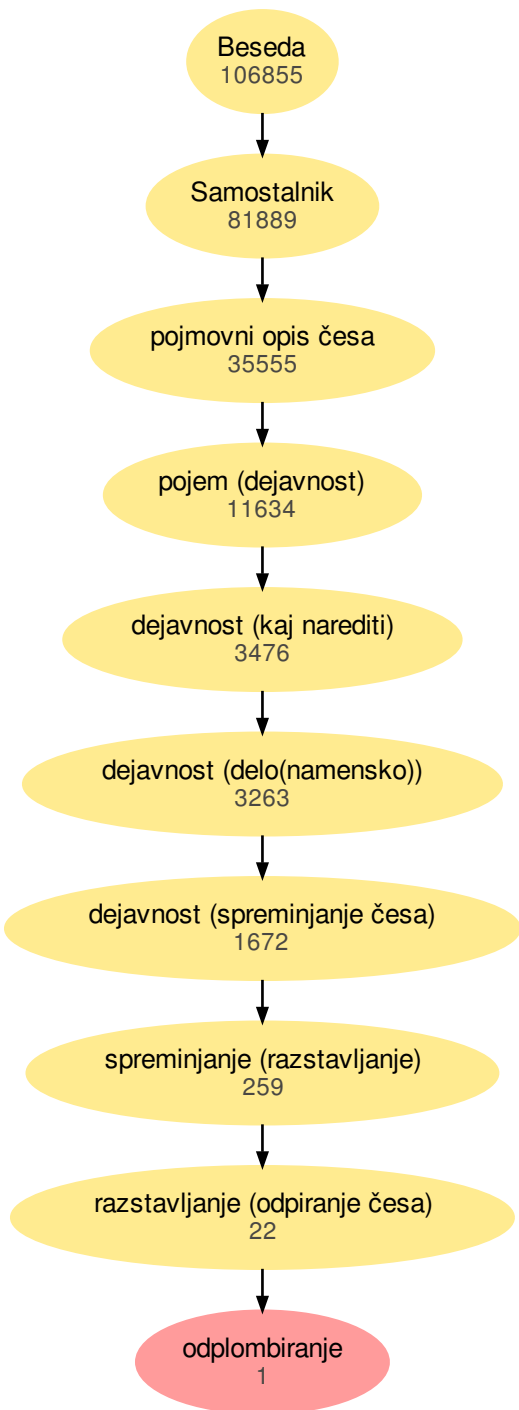 Beseda
106855
Samostalnik
81889
pojmovni opis česa
35555
pojem (dejavnost)
11634
dejavnost (kaj narediti)
3476
dejavnost (delo(namensko))
3263
dejavnost (spreminjanje česa)
1672
spreminjanje (razstavljanje)
259
razstavljanje (odpiranje česa)
22
odplombiranje
1